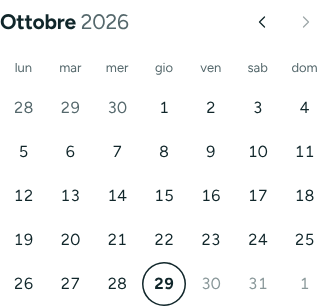 Ottobre 2026
lun mar mer gio ven sab dom
28 29 30 1 2 3 4
5 6 7 8 9 10 11
12 13 14 15 16 17 18
19 20 21 22 23 24 25
26 27 28 29 30 31 1